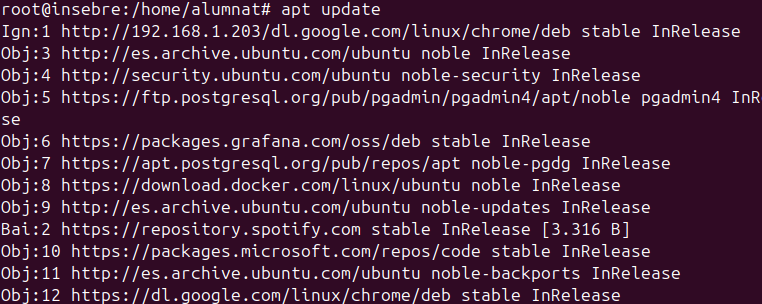 root@insebre:/home/alumnat# apt update
Ign:1 http://192.168.1.203/dl.google.com/linux/chrome/deb stable InRelease
Obj:3 http://es.archive.ubuntu.com/ubuntu noble InRelease
Obj:4 http://security.ubuntu.com/ubuntu noble-security InRelease
Obj:5 https://ftp.postgresql.org/pub/pgadmin/pgadmin4/apt/noble pgadmin4 InR
se
Obj:6 https://packages.grafana.com/oss/deb stable InRelease
Obj:7 https://apt.postgresql.org/pub/repos/apt noble-pgdg InRelease
Obj:8 https://download.docker.com/linux/ubuntu noble InRelease
Obj:9 http://es.archive.ubuntu.com/ubuntu noble-updates InRelease
Bai:2 https://repository.spotify.com stable InRelease [3.316 B]
Obj:10 https://packages.microsoft.com/repos/code stable InRelease
Obj:11 http://es.archive.ubuntu.com/ubuntu noble-backports InRelease
Obj:12 https://dl.google.com/linux/chrome/deb stable InRelease